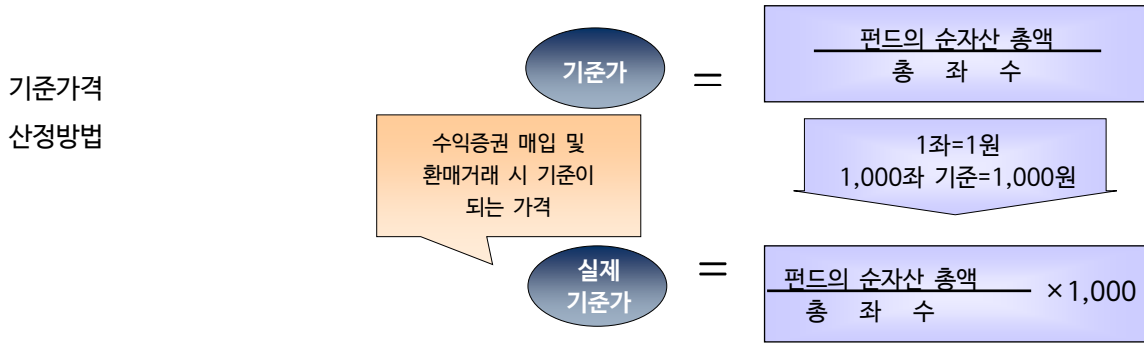 기준가격
산정방법
기준가
=
펀드의 순자산 총액
총 좌 수
수익증권 매입 및
환매거래 시 기준이
되는 가격
1좌=1원
1,000좌 기준=1,000원
실제
기준가
=
펀드의 순자산 총액
총 좌 수
×1,000